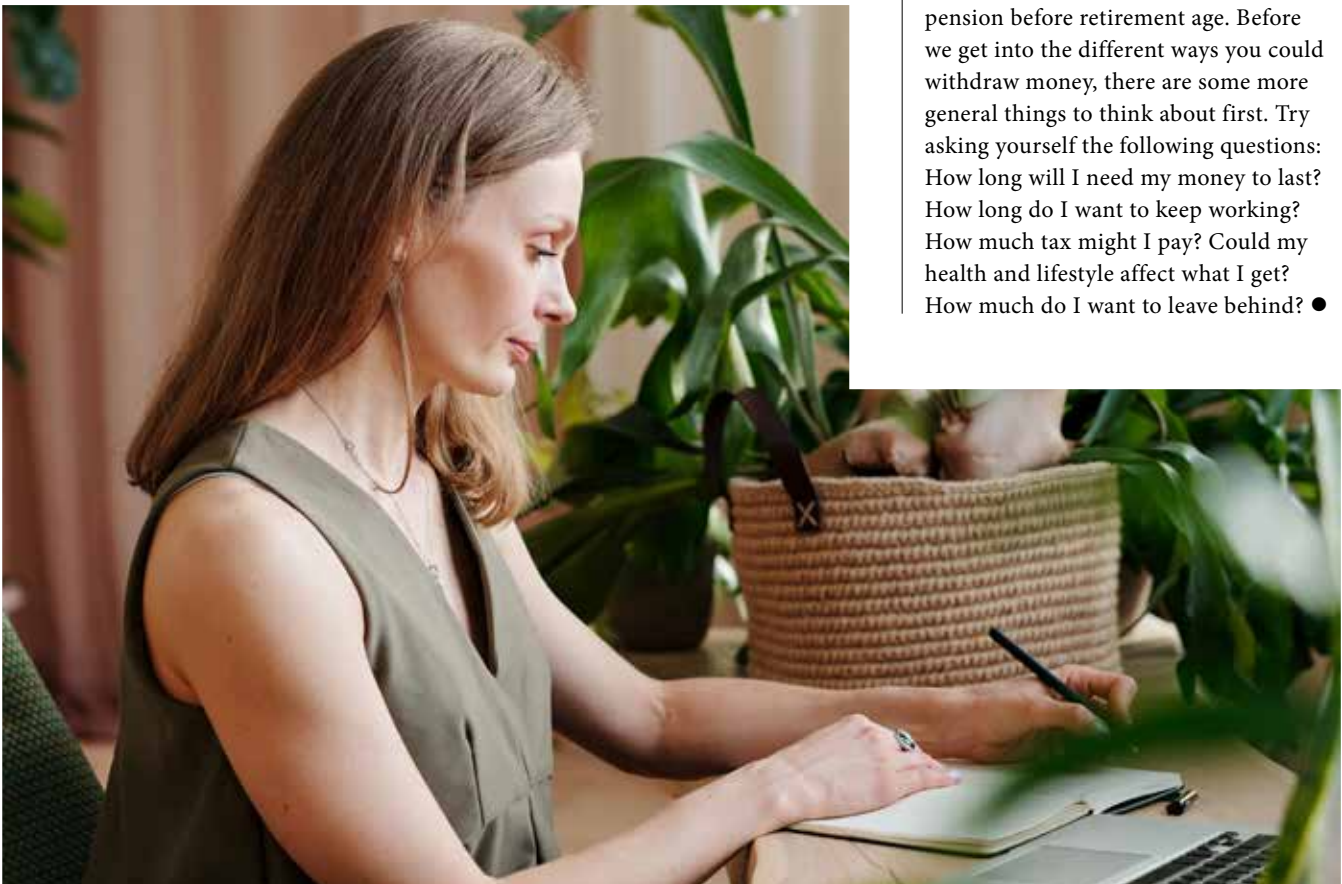 pension before retirement age. Before
we get into the different ways you could
withdraw money, there are some more
general things to think about first. Try
asking yourself the following questions:
How long will I need my money to last?
How long do I want to keep working?
How much tax might I pay? Could my
health and lifestyle affect what I get?
How much do I want to leave behind? ●